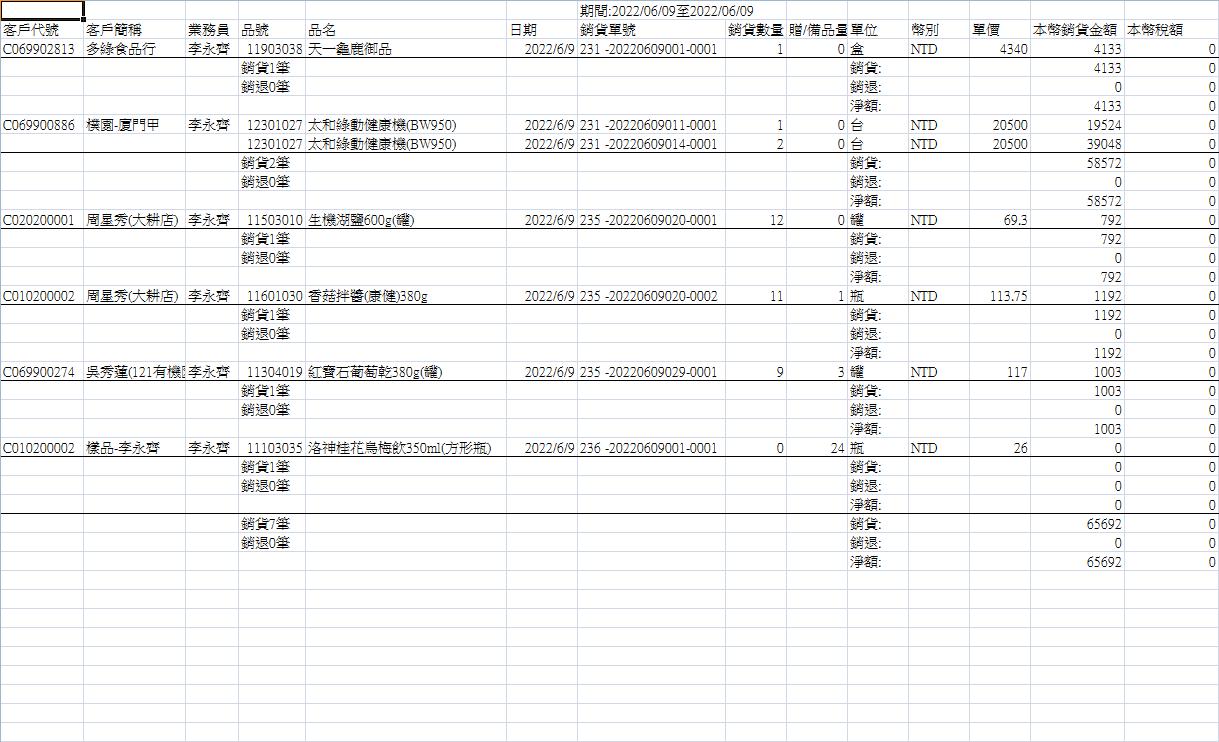 期間:2022/06/09至2022/06/09
客戶代號 客戶簡稱 業務員 品號 品名 日期 銷貨單號 銷貨數量 贈/備品量 單位 幣別 單價 本幣銷貨金額 本幣稅額
C069902813 多綠食品行 李永齊 11903038 天一龜鹿御品 2022/6/9 231 -20220609001-0001 1 0 盒 NTD 4340 4133 0
銷貨1筆 銷貨: 4133 0
銷退0筆 銷退: 0 0
淨額: 4133 0
C069900886 樸園-廈門甲 李永齊 12301027 太和綠動健康機(BW950) 2022/6/9 231 -20220609011-0001 1 0 台 NTD 20500 19524 0
12301027 太和綠動健康機(BW950) 2022/6/9 231 -20220609014-0001 2 0 台 NTD 20500 39048 0
銷貨2筆 銷貨: 58572 0
銷退0筆 銷退: 0 0
淨額: 58572 0
C020200001 周星秀(大耕店) 李永齊 11503010 生機湖鹽600g(罐) 2022/6/9 235 -20220609020-0001 12 0 罐 NTD 69.3 792 0
銷貨1筆 銷貨: 792 0
銷退0筆 銷退: 0 0
淨額: 792 0
C010200002 周星秀(大耕店) 李永齊 11601030 香菇拌醬(康健)380g 2022/6/9 235 -20220609020-0002 11 1 瓶 NTD 113.75 1192 0
銷貨1筆 銷貨: 1192 0
銷退0筆 銷退: 0 0
淨額: 1192 0
C069900274 吳秀蓮(121有機 李永齊 11304019 紅寶石葡萄乾380g(罐) 2022/6/9 235 -20220609029-0001 9 3 罐 NTD 117 1003 0
銷貨1筆 銷貨: 1003 0
銷退0筆 銷退: 0 0
淨額: 1003 0
C010200002 樣品-李永齊 李永齊 11103035 洛神桂花烏梅飲350ml(方形瓶) 2022/6/9 236 -20220609001-0001 0 24 瓶 NTD 26 0 0
銷貨1筆 銷貨: 0 0
銷退0筆 銷退: 0 0
淨額: 0 0
銷貨7筆 銷貨: 65692 0
銷退0筆 銷退: 0 0
淨額: 65692 0